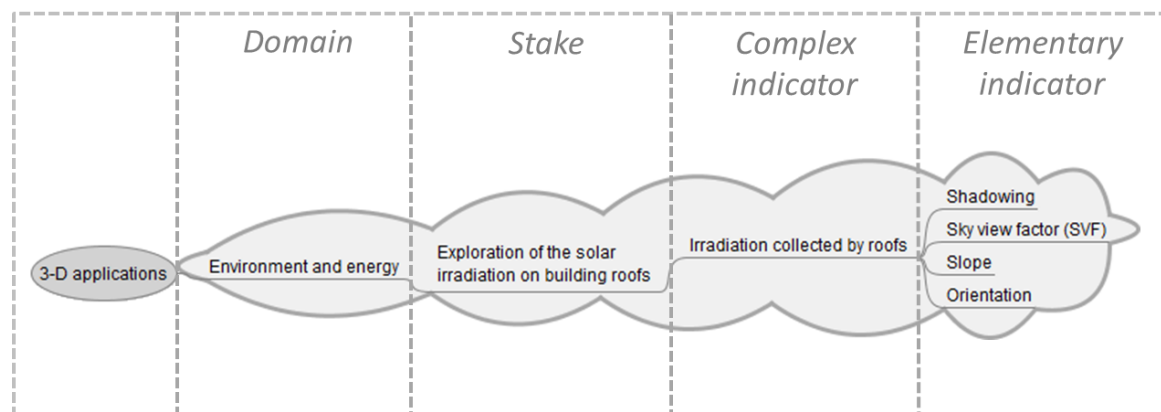 Domain
Stake
Complex
indicator
Elementary
indicator
3-D applications
Environment and energy
Exploration of the solar
irradiation on building roofs
Irradiation collected by roofs
Shadowing
Sky view factor (SVF)
Slope
Orientation